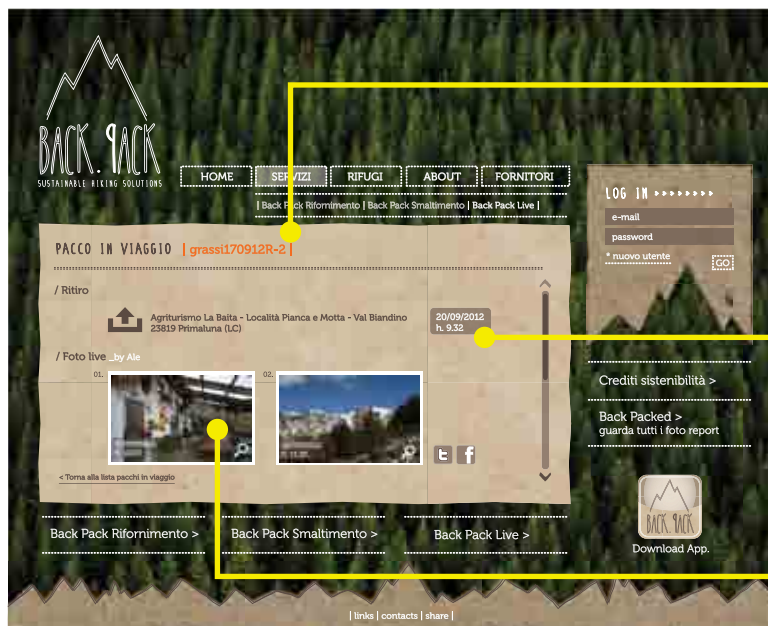 BACK.PACK
SUSTAINABLE HIKING SOLUTIONS
HOME
SERVIZI
RIFUGI
ABOUT
FORNITORI
| Back Pack Rifornimento | Back Pack Smaltimento | Back Pack Live |
LOG IN
e-mail
password
* nuovo utente
GO
PACCO IN VIAGGIO | grassi170912R-2 |
/ Ritiro
Agriturismo La Baita - Località Pianca e Motta - Val Biandino
23819 Primaluna (LC)
20/09/2012
h. 9.32
/ Foto live _by Ale
01.
02.
< Torna alla lista pacchi in viaggio
Crediti sistenibilità >
Back Packed >
guarda tutti i foto report
BACK.PACK
Download App.
Back Pack Rifornimento >
Back Pack Smaltimento >
Back Pack Live >
| links | contacts | share |